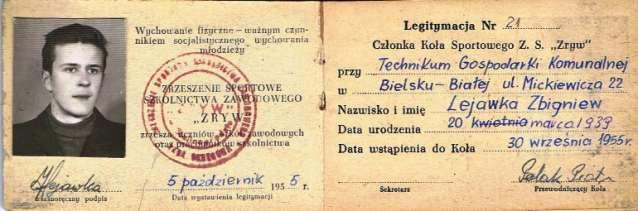 Wychowanie fizyczne – ważnym czyn-
nikiem socjalistycznego wychowania
młodzieży
ZRZESZENIE SPORTOWE
SZKOLNICTWA ZAWODOWEGO
"ZRYW"
zrzesza uczniów szkół zawodowych
oraz pracowników szkolnictwa
ZLejawka
własnoręczny podpis
5 październik 1955 r.
Data wystawienia legitymacji
Legitymacja Nr 21
Członka Koła Sportowego Z. S. „Zryw"
przy Technikum Gospodarki Komunalnej
w Bielsku-Białej ul. Mickiewicza 22
Nazwisko i imię Lejawka Zbigniew
Data urodzenia 20 kwietnia marca 1939
Data wstąpienia do Koła 30 września 1955r.
Sekretarz
Przewodniczący Koła